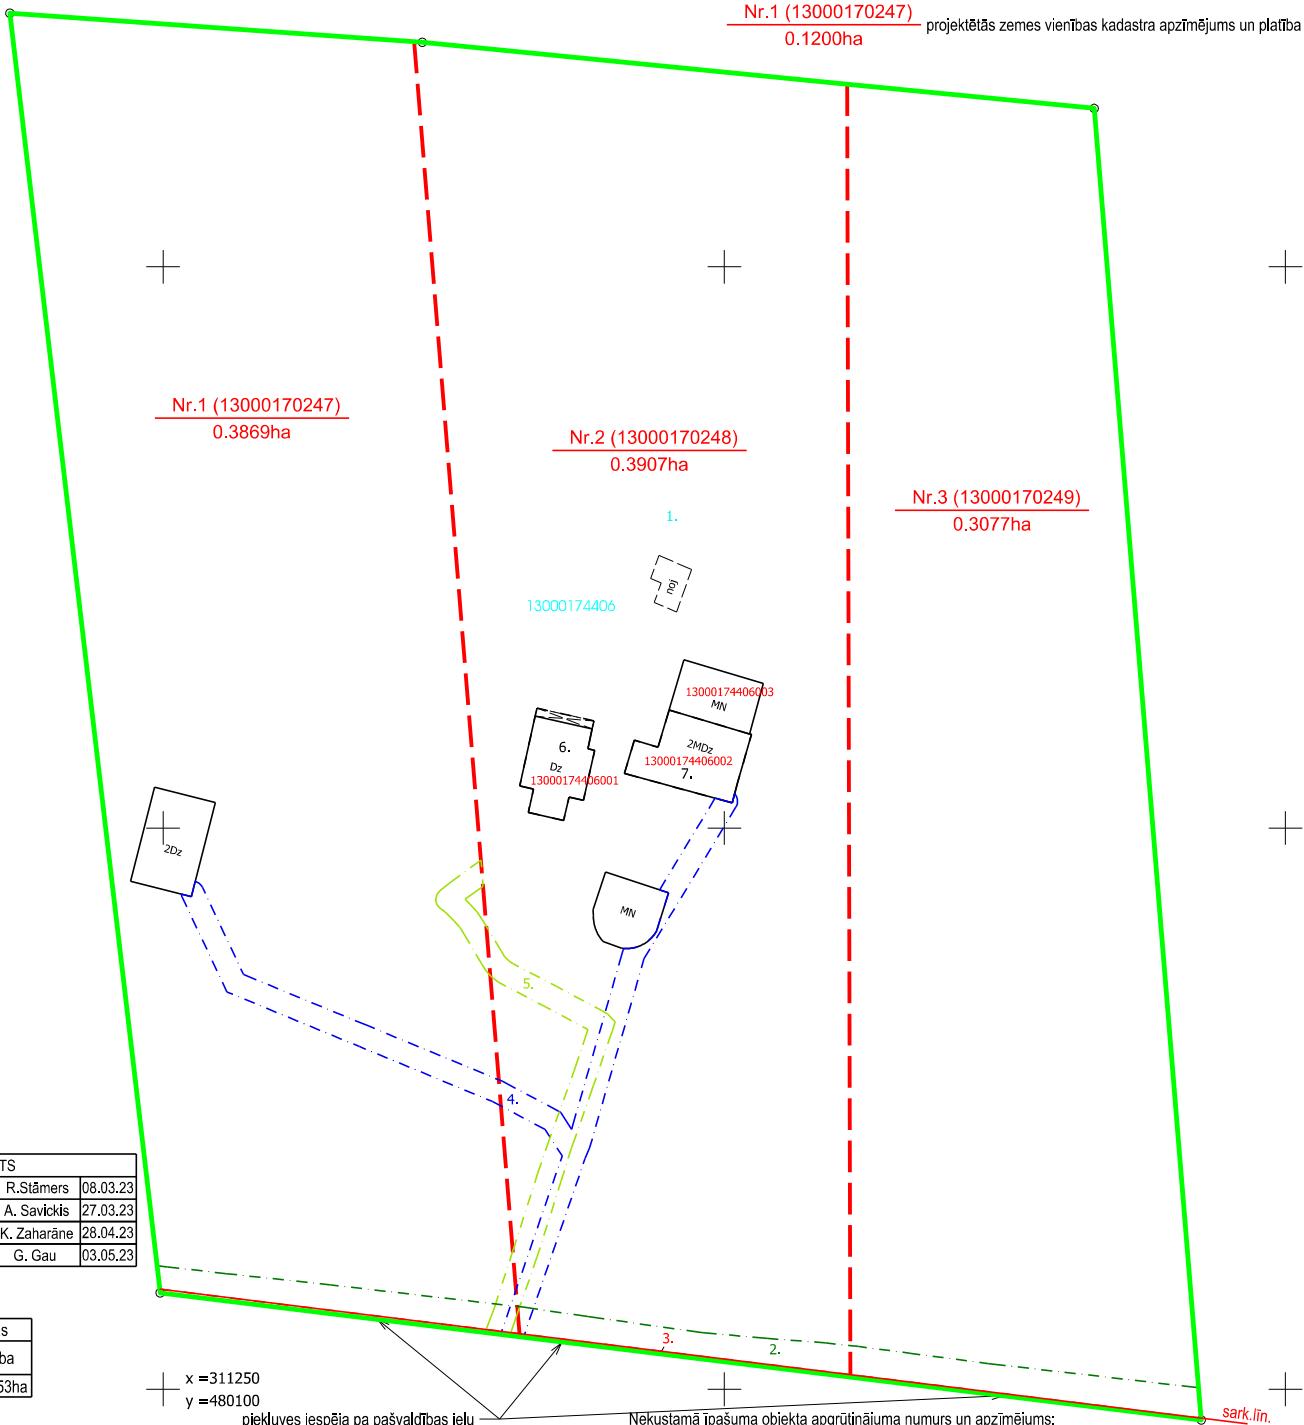 Nr.1 (13000170247)
0.1200ha
projektētās zemes vienības kadastra apzīmējums un platība
Nr.1 (13000170247)
0.3869ha
Nr.2 (13000170248)
0.3907ha
Nr.3 (13000170249)
0.3077ha
1.
noj
13000174406
13000174406003
MN
2MDz
13000174406002
7.
6.
Dz
13000174406001
2Dz
MN
5.
4.
TS
R.Stāmers 08.03.23
A. Savickis 27.03.23
K. Zaharāne 28.04.23
G. Gau 03.05.23
s
ba
53ha
3.
2.
x =311250
y =480100
sark.līn.
piekļuves iespēja pa pašvaldības ielu
Nekustamā īpašuma objekta apgrūtinājuma numurs un apzīmējums: